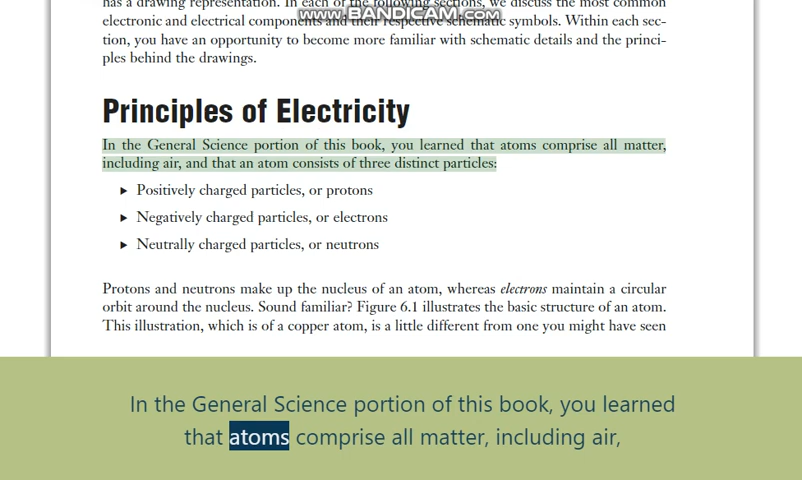 has a drawing representation. In each of the following sections, we discuss the most common
www.BANDICAM.com
electronic and electrical components and their respective schematic symbols. Within each sec-
tion, you have an opportunity to become more familiar with schematic details and the princi-
ples behind the drawings.
Principles of Electricity
In the General Science portion of this book, you learned that atoms comprise all matter,
including air, and that an atom consists of three distinct particles:
▶ Positively charged particles, or protons
▶ Negatively charged particles, or electrons
▶ Neutrally charged particles, or neutrons
Protons and neutrons make up the nucleus of an atom, whereas electrons maintain a circular
orbit around the nucleus. Sound familiar? Figure 6.1 illustrates the basic structure of an atom.
This illustration, which is of a copper atom, is a little different from one you might have seen
In the General Science portion of this book, you learned
that atoms comprise all matter, including air,